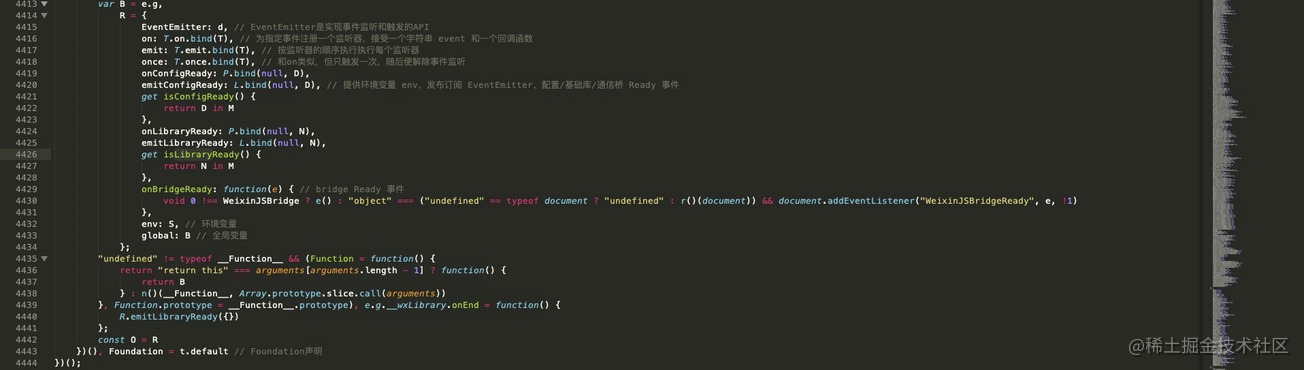 4413 var B = e.g,
4414 R = {
4415 EventEmitter: d, // EventEmitter是实现事件监听和触发的API
4416 on: T.on.bind(T), // 为指定事件注册一个监听器，接受一个字符串 event 和一个回调函数
4417 emit: T.emit.bind(T), // 按监听器的顺序执行执行每个监听器
4418 once: T.once.bind(T), // 和on类似，但只触发一次，随后便解除事件监听
4419 onConfigReady: P.bind(null, D),
4420 emitConfigReady: L.bind(null, D), // 提供环境变量 env、发布订阅 EventEmitter、配置/基础库/通信桥 Ready 事件
4421 get isConfigReady() {
4422 return D in M
4423 },
4424 onLibraryReady: P.bind(null, N),
4425 emitLibraryReady: L.bind(null, N),
4426 get isLibraryReady() {
4427 return N in M
4428 },
4429 onBridgeReady: function(e) { // bridge Ready 事件
4430 void 0 !== WeixinJSBridge ? e() : "object" === ("undefined" == typeof document ? "undefined" : r()(document)) && document.addEventListener("WeixinJSBridgeReady", e, !1)
4431 },
4432 env: S, // 环境变量
4433 global: B // 全局变量
4434 };
4435 "undefined" != typeof __Function__ && (Function = function() {
4436 return "return this" === arguments[arguments.length - 1] ? function() {
4437 return B
4438 } : n()(__Function__, Array.prototype.slice.call(arguments))
4439 }, Function.prototype = __Function__.prototype), e.g.__wxLibrary.onEnd = function() {
4440 R.emitLibraryReady({})
4441 };
4442 const O = R
4443 })(), Foundation = t.default // Foundation声明
4444 })();
@稀土掘金技术社区